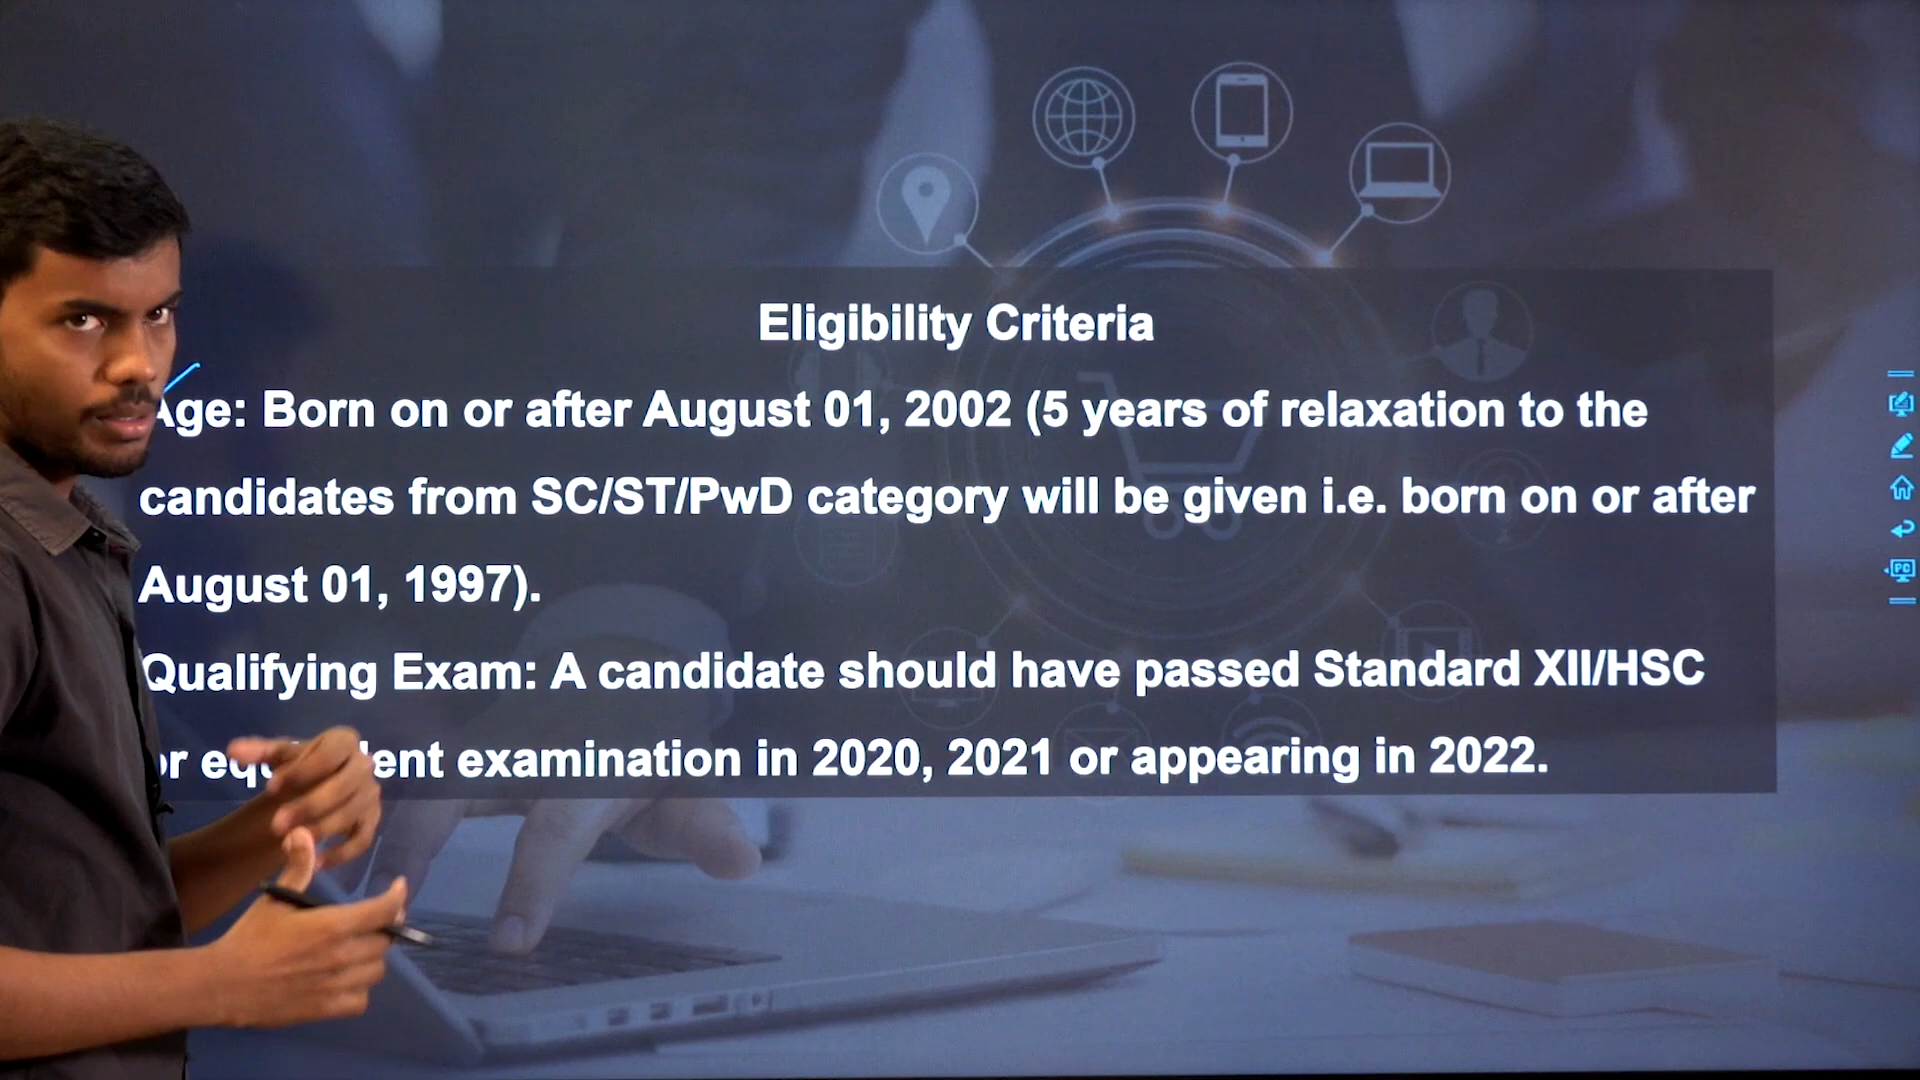 Eligibility Criteria
Age: Born on or after August 01, 2002 (5 years of relaxation to the
candidates from SC/ST/PwD category will be given i.e. born on or after
August 01, 1997).
Qualifying Exam: A candidate should have passed Standard XII/HSC
examination in 2020, 2021 or appearing in 2022.
PC